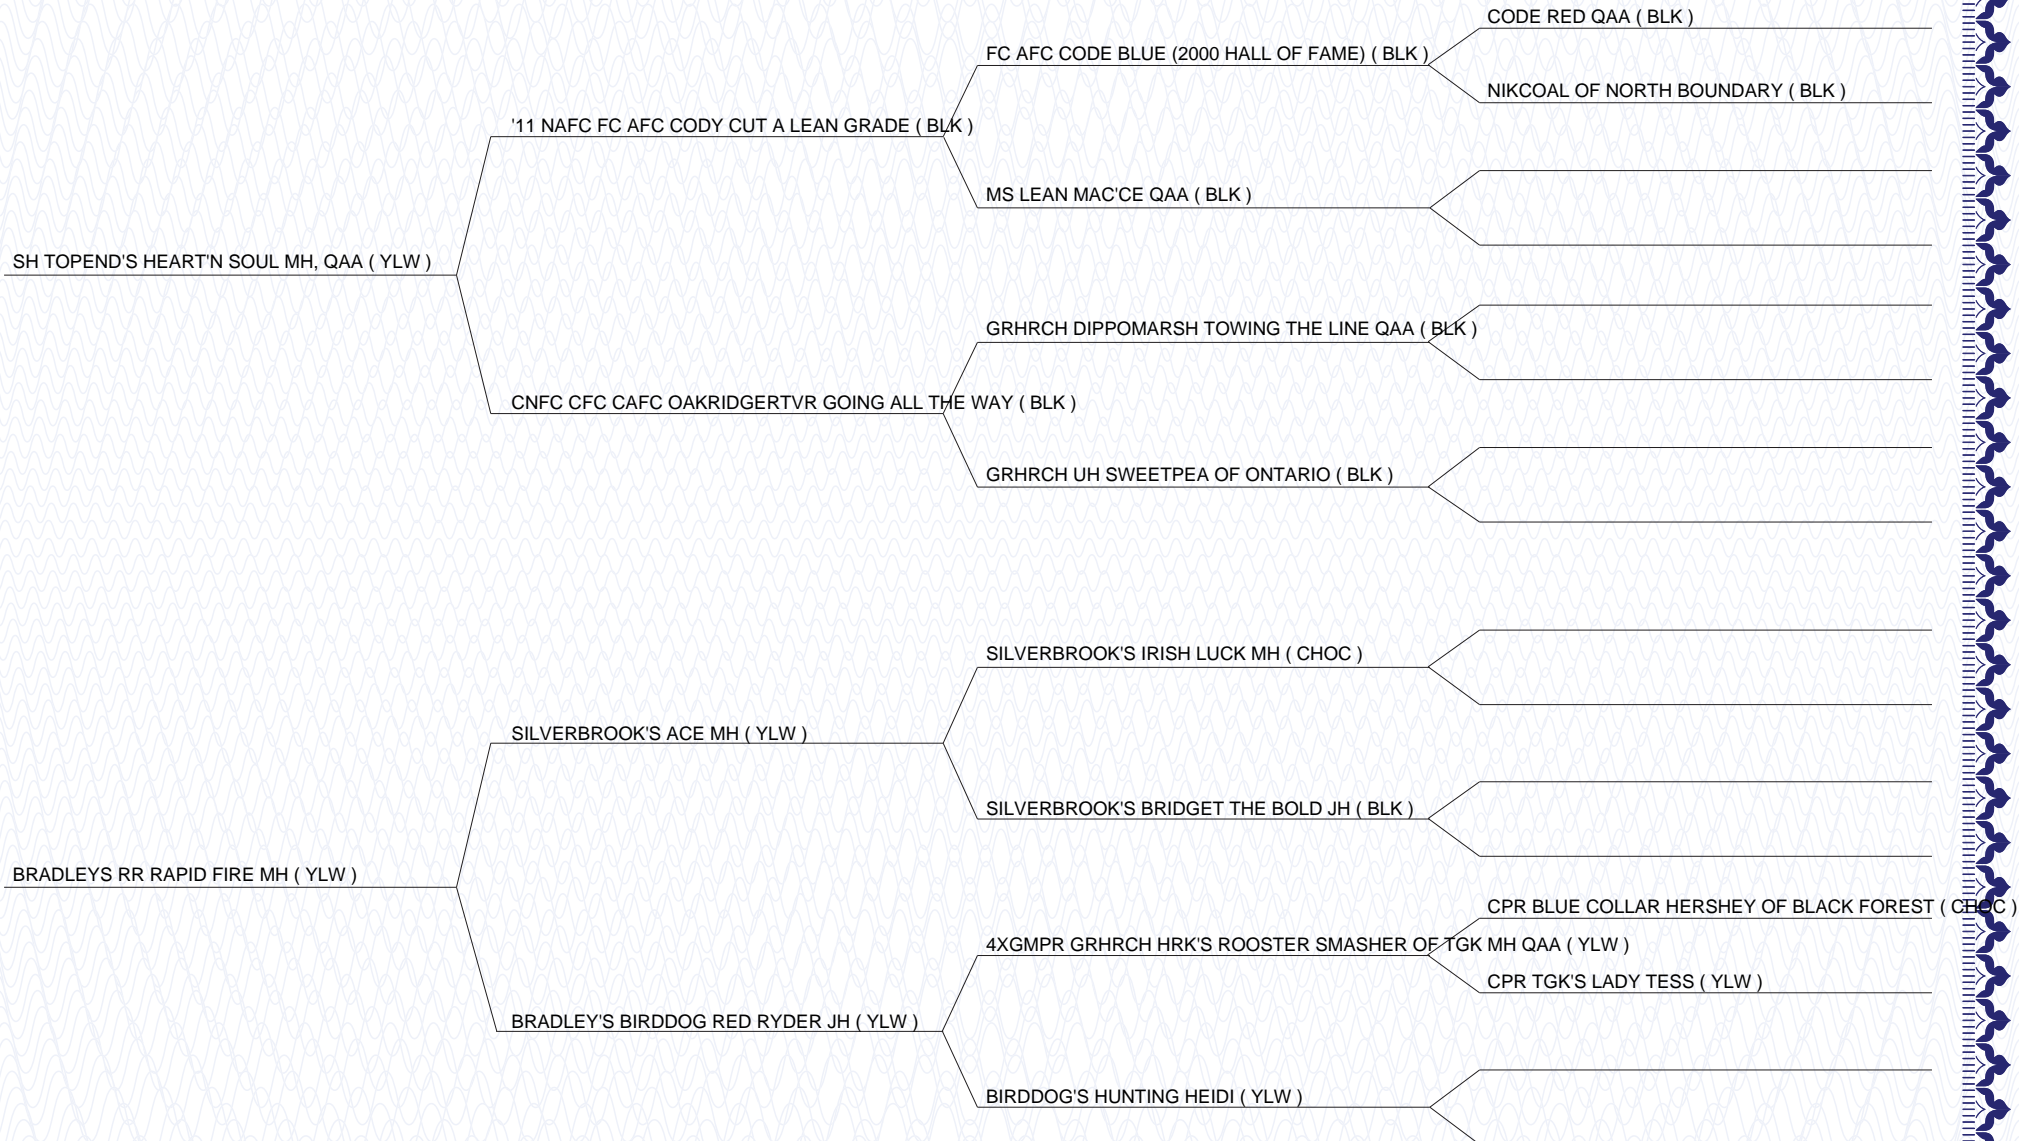 CODE RED QAA ( BLK )
FC AFC CODE BLUE (2000 HALL OF FAME) ( BLK )
NIKCOAL OF NORTH BOUNDARY ( BLK )
'11 NAFC FC AFC CODY CUT A LEAN GRADE ( BLK )
MS LEAN MAC'CE QAA ( BLK )
SH TOPEND'S HEART'N SOUL MH, QAA ( YLW )
GRHRCH DIPPOMARSH TOWING THE LINE QAA ( BLK )
CNFC CFC CAFC OAKRIDGERTVR GOING ALL THE WAY ( BLK )
GRHRCH UH SWEETPEA OF ONTARIO ( BLK )
SILVERBROOK'S IRISH LUCK MH ( CHOC )
SILVERBROOK'S ACE MH ( YLW )
SILVERBROOK'S BRIDGET THE BOLD JH ( BLK )
BRADLEYS RR RAPID FIRE MH ( YLW )
CPR BLUE COLLAR HERSHEY OF BLACK FOREST ( CHOC )
4XGMPR GRHRCH HRK'S ROOSTER SMASHER OF TGK MH QAA ( YLW )
CPR TGK'S LADY TESS ( YLW )
BRADLEY'S BIRDDOG RED RYDER JH ( YLW )
BIRDDOG'S HUNTING HEIDI ( YLW )